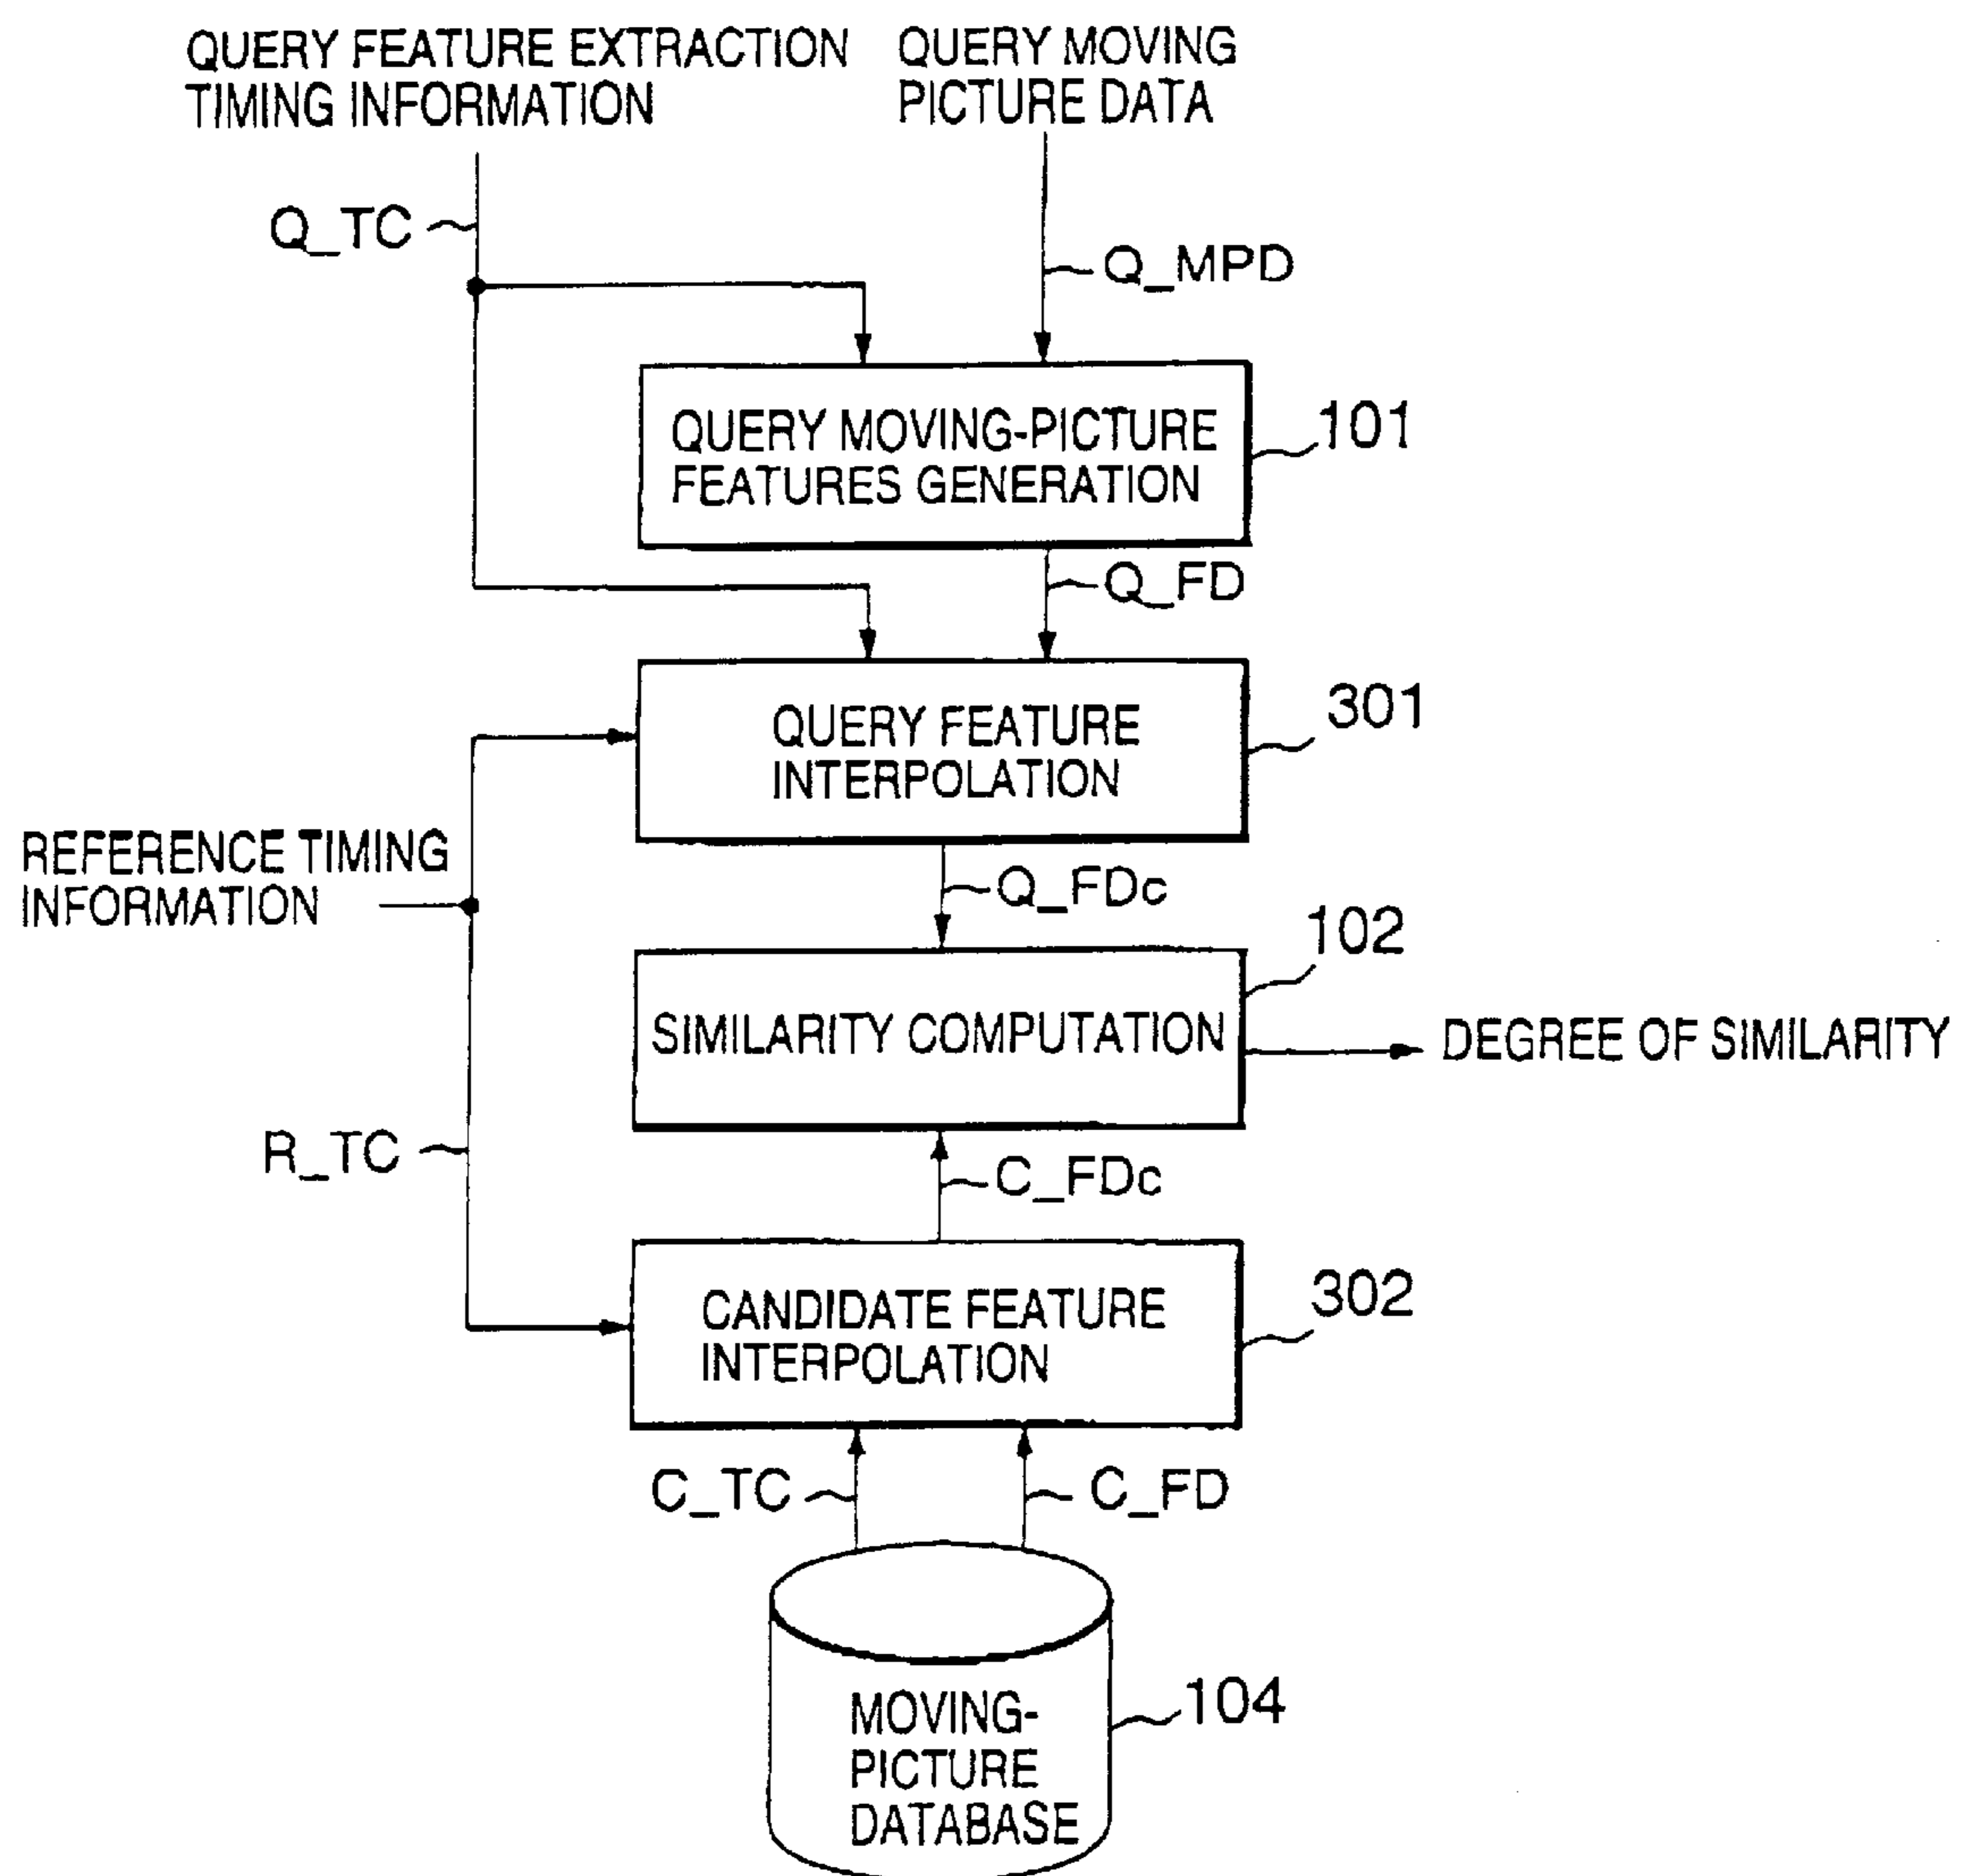 QUERY FEATURE EXTRACTION
TIMING INFORMATION
QUERY MOVING
PICTURE DATA
Q_TC
Q_MPD
QUERY MOVING-PICTURE
FEATURES GENERATION
101
Q_FD
QUERY FEATURE
INTERPOLATION
301
REFERENCE TIMING
INFORMATION
Q_FDc
102
SIMILARITY COMPUTATION
DEGREE OF SIMILARITY
R_TC
C_FDc
CANDIDATE FEATURE
INTERPOLATION
302
C_TC
C_FD
MOVING-
PICTURE
DATABASE
104